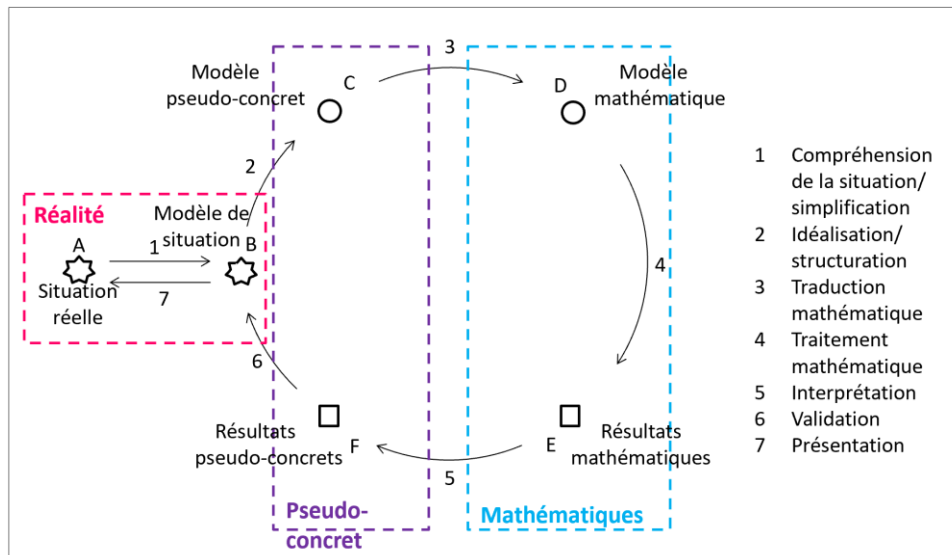 3
Modèle
pseudo-concret
C
D
Modèle
mathématique
2
Réalité
Modèle de
situation
A
1
B
7
Situation
réelle
4
6
Résultats
pseudo-concrets
F
5
E
Résultats
mathématiques
Pseudo-
concret
Mathématiques
1 Compréhension
de la situation/
simplification
2 Idéalisation/
structuration
3 Traduction
mathématique
4 Traitement
mathématique
5 Interprétation
6 Validation
7 Présentation